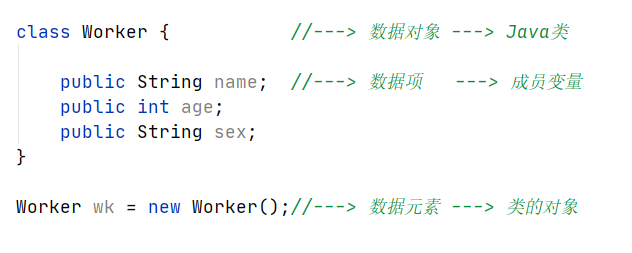 class Worker {           //---> 数据对象 ---> Java类
    public String name;  //---> 数据项   ---> 成员变量
    public int age;
    public String sex;
}
Worker wk = new Worker();//---> 数据元素 ---> 类的对象